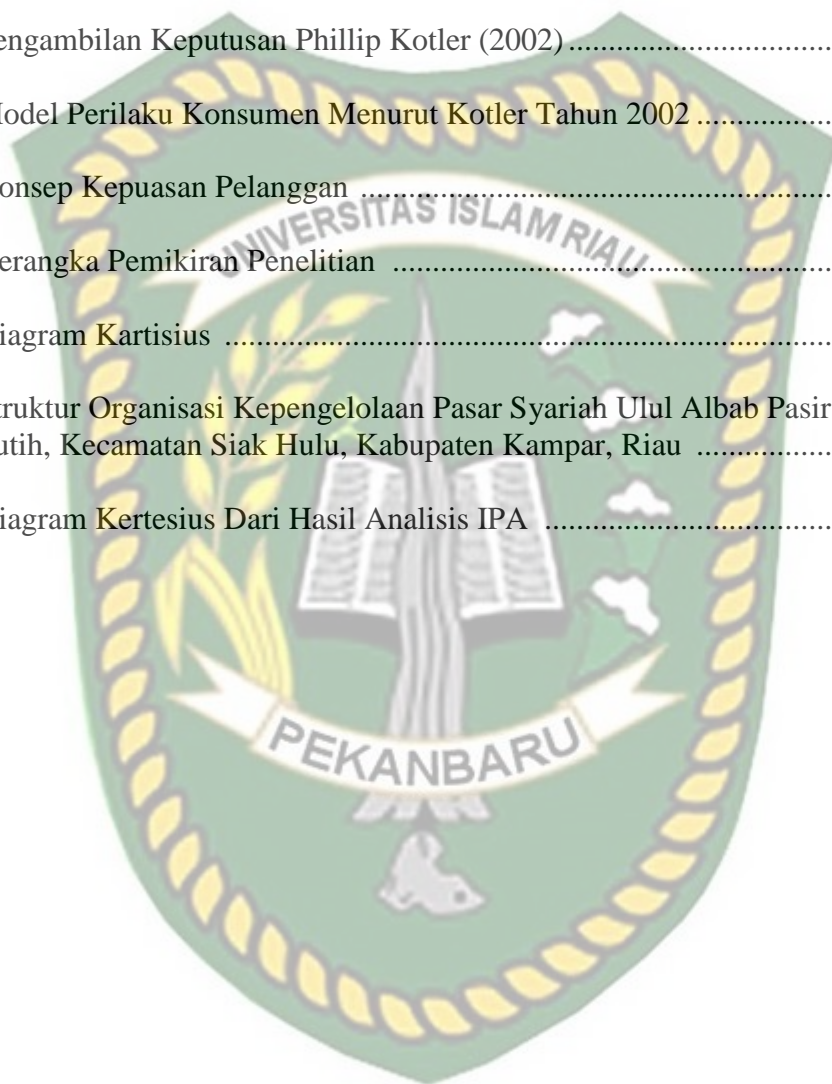 engambilan Keputusan Phillip Kotler (2002) ..................................
odel Perilaku Konsumen Menurut Kotler Tahun 2002 .................
onsep Kepuasan Pelanggan ............................................................
UNIVERSITAS ISLAM RIAU
erangka Pemikiran Penelitian ........................................................
iagram Kartisius .............................................................................
truktur Organisasi Kepengelolaan Pasar Syariah Ulul Albab Pasir
utih, Kecamatan Siak Hulu, Kabupaten Kampar, Riau .................
iagram Kertesius Dari Hasil Analisis IPA .....................................
PEKANBARU